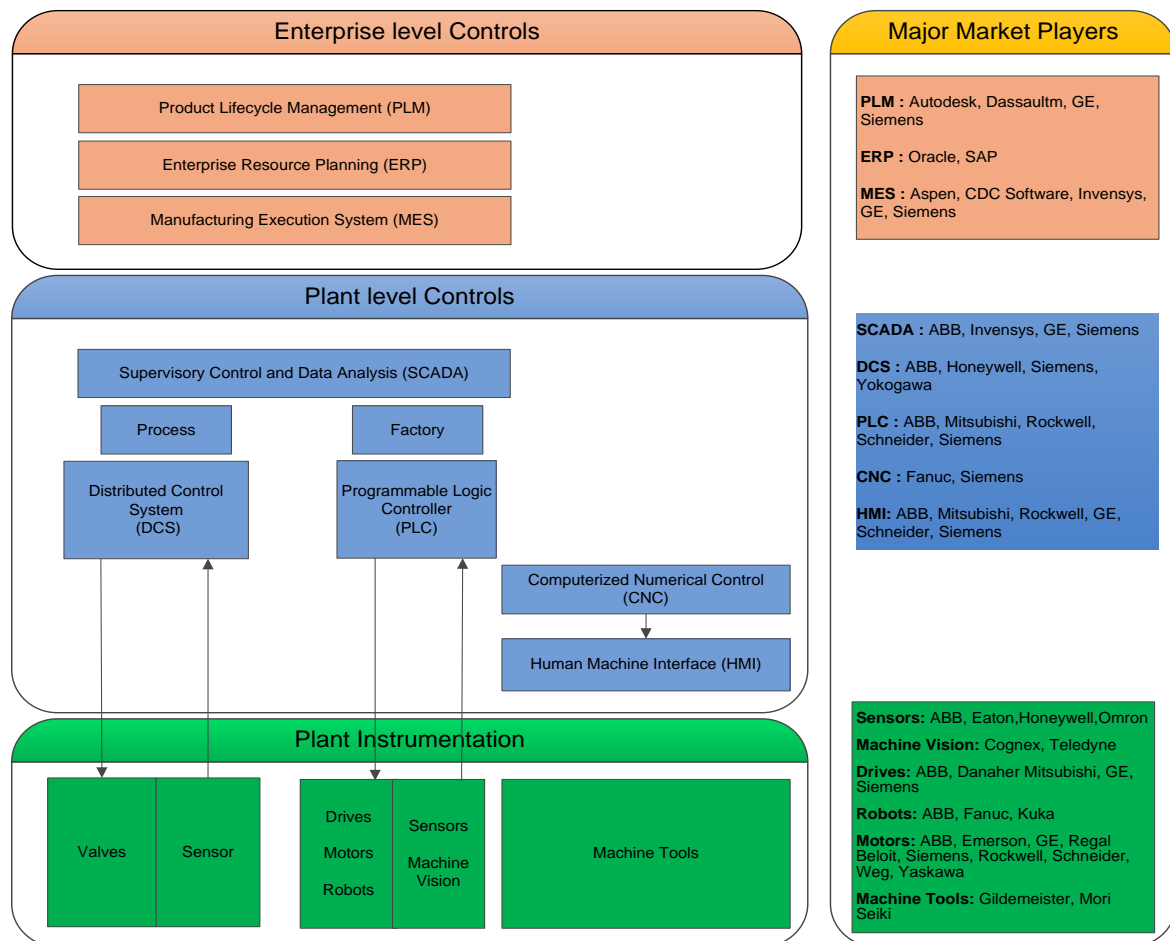 Enterprise level Controls
Product Lifecycle Management (PLM)
Enterprise Resource Planning (ERP)
Manufacturing Execution System (MES)
Plant level Controls
Supervisory Control and Data Analysis (SCADA)
Process
Factory
Distributed Control
System
(DCS)
Programmable Logic
Controller
(PLC)
Computerized Numerical Control
(CNC)
Human Machine Interface (HMI)
Plant Instrumentation
Valves
Sensor
Drives
Motors
Robots
Sensors
Machine
Vision
Machine Tools
Major Market Players
PLM : Autodesk, Dassaultm, GE,
Siemens
ERP : Oracle, SAP
MES : Aspen, CDC Software, Invensys,
GE, Siemens
SCADA : ABB, Invensys, GE, Siemens
DCS : ABB, Honeywell, Siemens,
Yokogawa
PLC : ABB, Mitsubishi, Rockwell,
Schneider, Siemens
CNC : Fanuc, Siemens
HMI: ABB, Mitsubishi, Rockwell, GE,
Schneider, Siemens
Sensors: ABB, Eaton,Honeywell,Omron
Machine Vision: Cognex, Teledyne
Drives: ABB, Danaher Mitsubishi, GE,
Siemens
Robots: ABB, Fanuc, Kuka
Motors: ABB, Emerson, GE, Regal
Beloit, Siemens, Rockwell, Schneider,
Weg, Yaskawa
Machine Tools: Gildemeister, Mori
Seiki